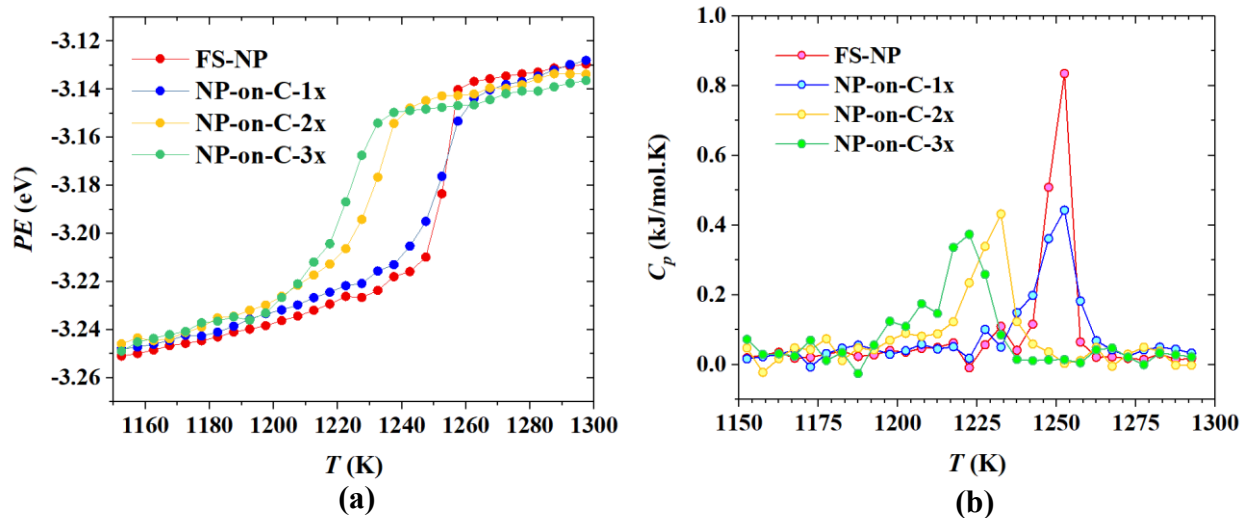 -3.12
-3.14
-3.16
-3.18
-3.20
-3.22
-3.24
-3.26
PE (eV)
FS-NP
NP-on-C-1x
NP-on-C-2x
NP-on-C-3x
1160 1180 1200 1220 1240 1260 1280 1300
T (K)
(a)
1.0
0.8
0.6
0.4
0.2
0.0
Cp (kJ/mol.K)
FS-NP
NP-on-C-1x
NP-on-C-2x
NP-on-C-3x
1150 1175 1200 1225 1250 1275 1300
T (K)
(b)